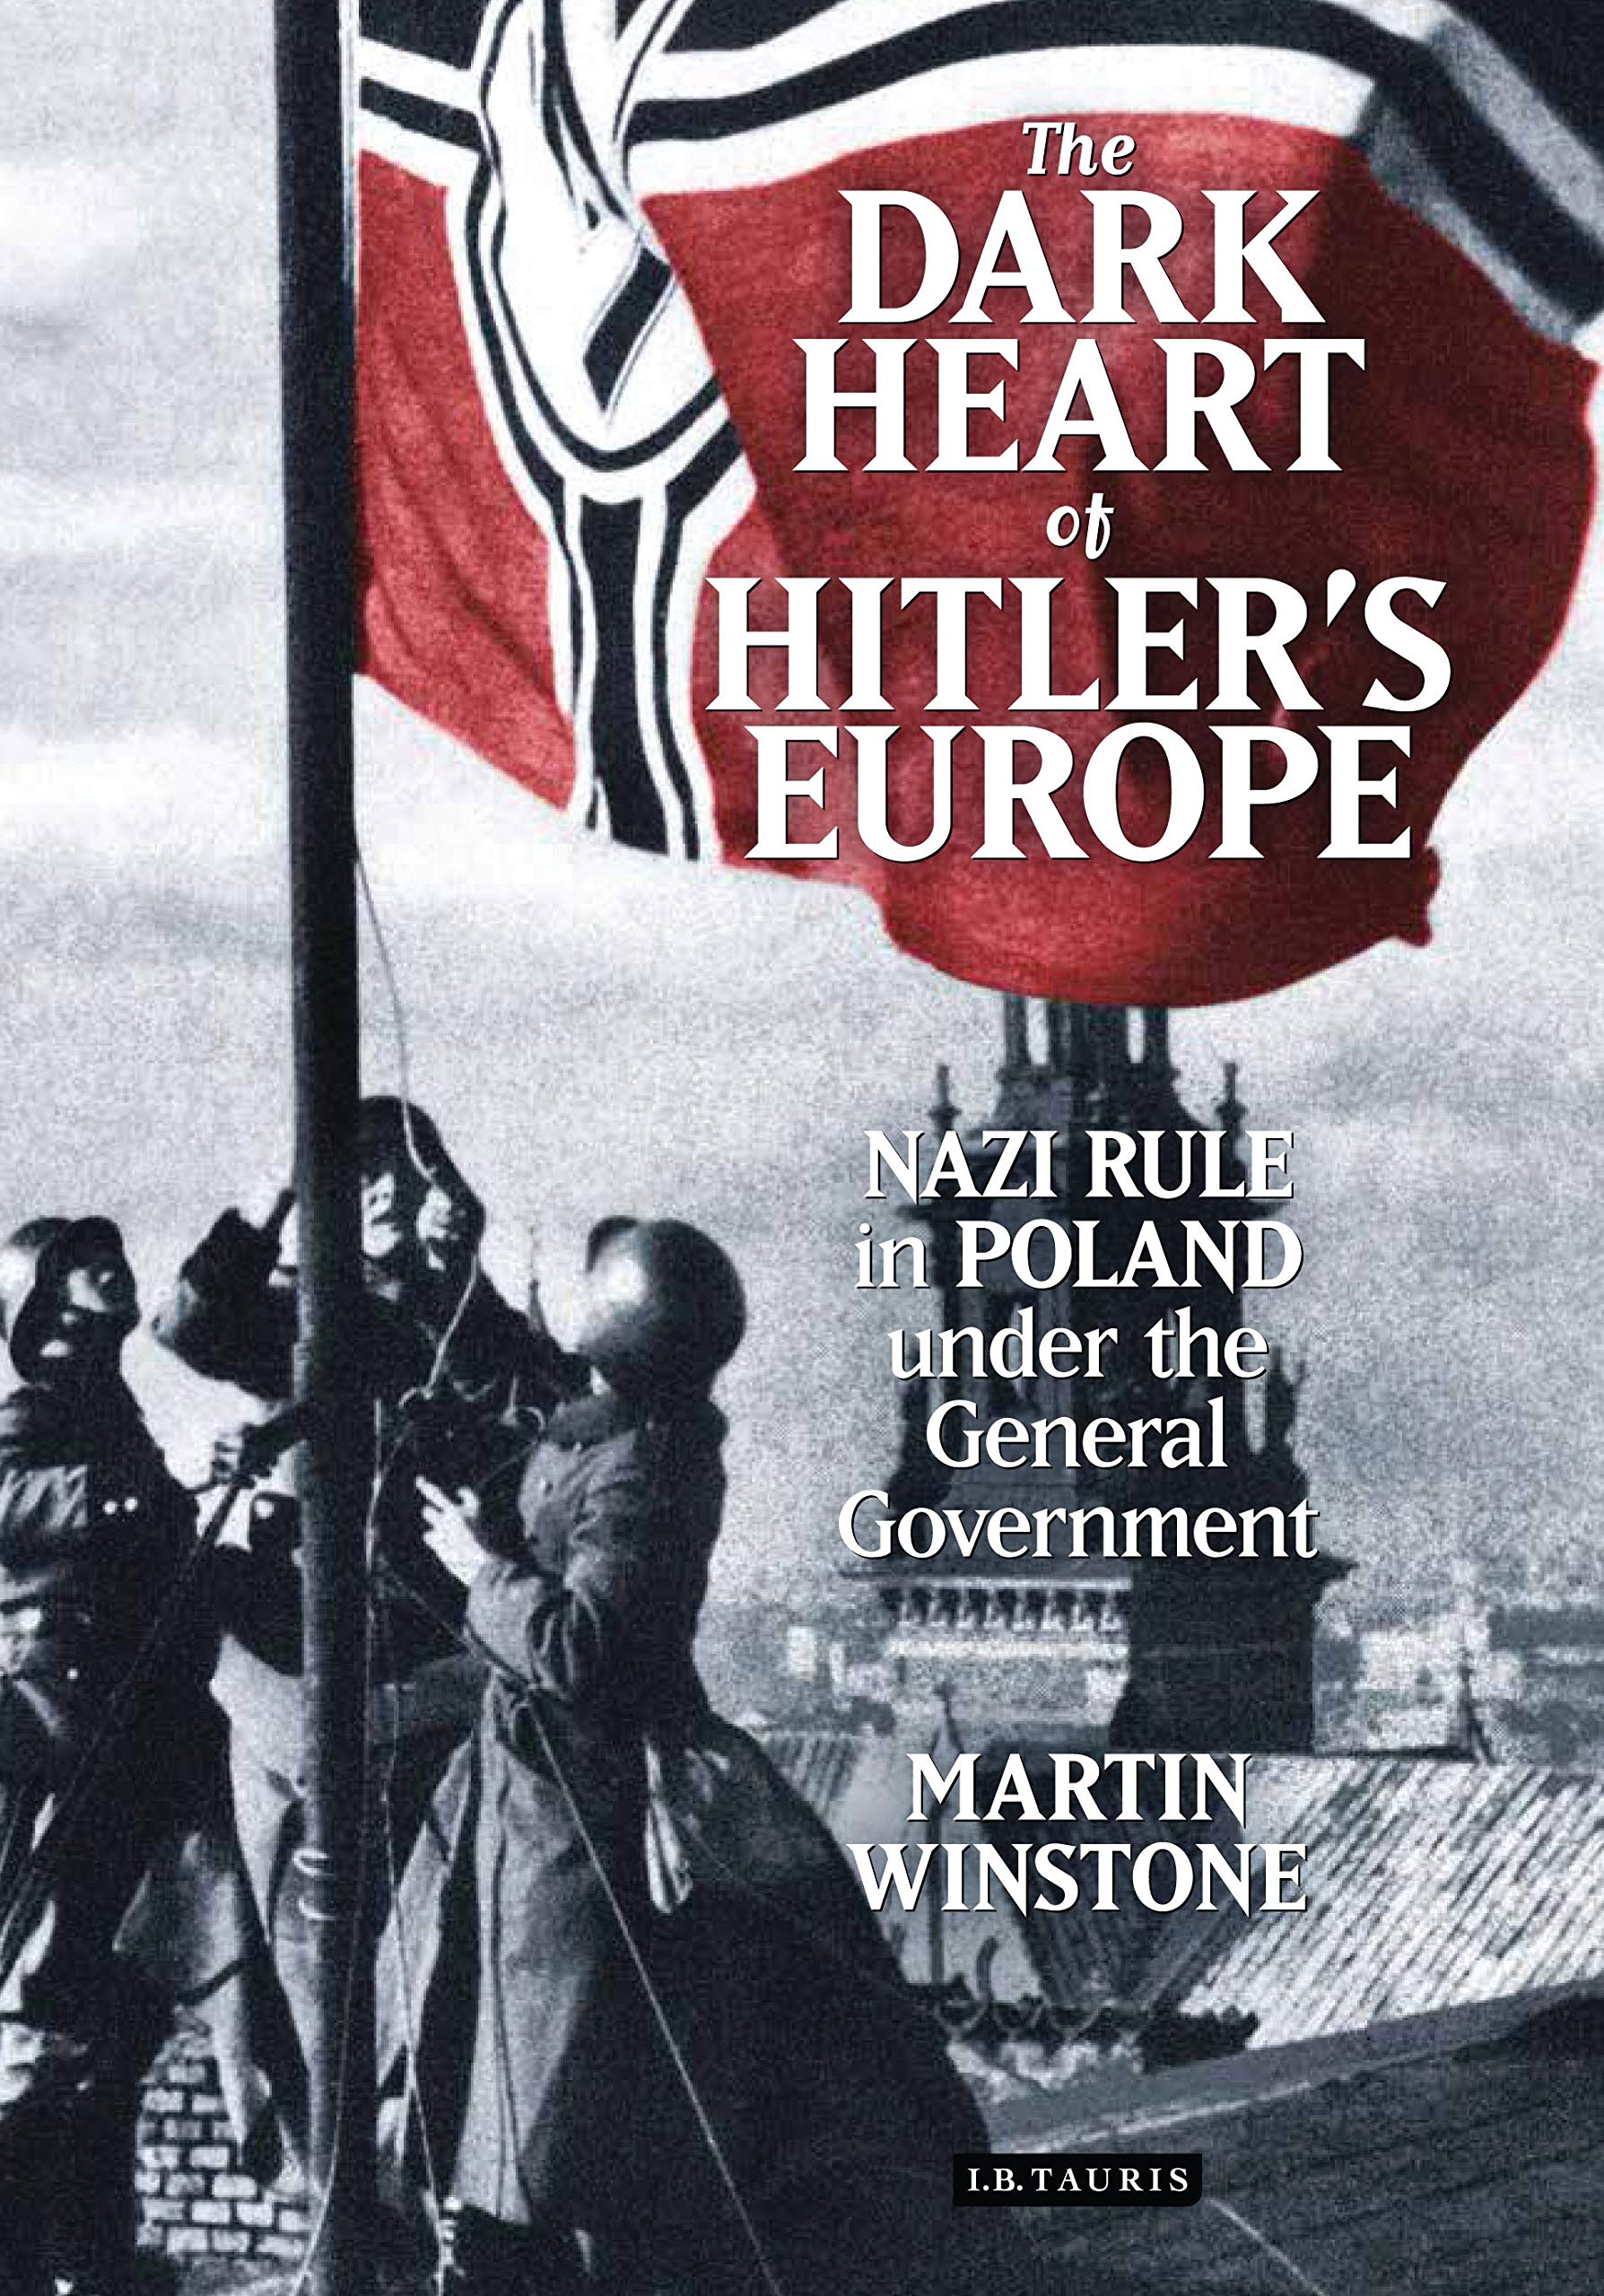 The
DARK
HEART
of
HITLER'S
EUROPE
NAZI RULE
in POLAND
under the
General
Government
MARTIN
WINSTONE
I.B.TAURIS